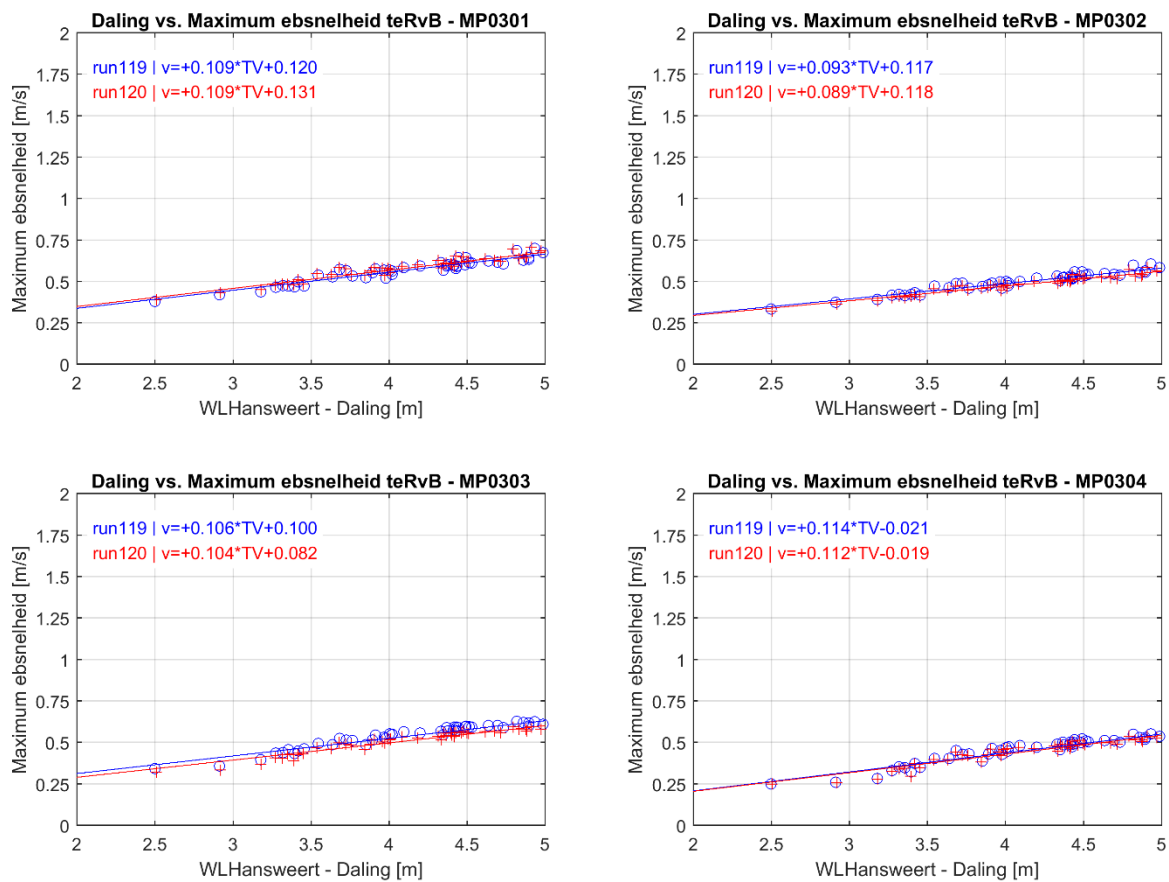 Daling vs. Maximum ebsnelheid teRvB - MP0301
2
1.75
1.5
1.25
1
0.75
0.5
0.25
0
Maximum ebsnelheid [m/s]
run119 | v=+0.109*TV+0.120
run120 | v=+0.109*TV+0.131
2 2.5 3 3.5 4 4.5 5
WLHansweert - Daling [m]
Daling vs. Maximum ebsnelheid teRvB - MP0302
2
1.75
1.5
1.25
1
0.75
0.5
0.25
0
Maximum ebsnelheid [m/s]
run119 | v=+0.093*TV+0.117
run120 | v=+0.089*TV+0.118
2 2.5 3 3.5 4 4.5 5
WLHansweert - Daling [m]
Daling vs. Maximum ebsnelheid teRvB - MP0303
2
1.75
1.5
1.25
1
0.75
0.5
0.25
0
Maximum ebsnelheid [m/s]
run119 | v=+0.106*TV+0.100
run120 | v=+0.104*TV+0.082
2 2.5 3 3.5 4 4.5 5
WLHansweert - Daling [m]
Daling vs. Maximum ebsnelheid teRvB - MP0304
2
1.75
1.5
1.25
1
0.75
0.5
0.25
0
Maximum ebsnelheid [m/s]
run119 | v=+0.114*TV-0.021
run120 | v=+0.112*TV-0.019
2 2.5 3 3.5 4 4.5 5
WLHansweert - Daling [m]